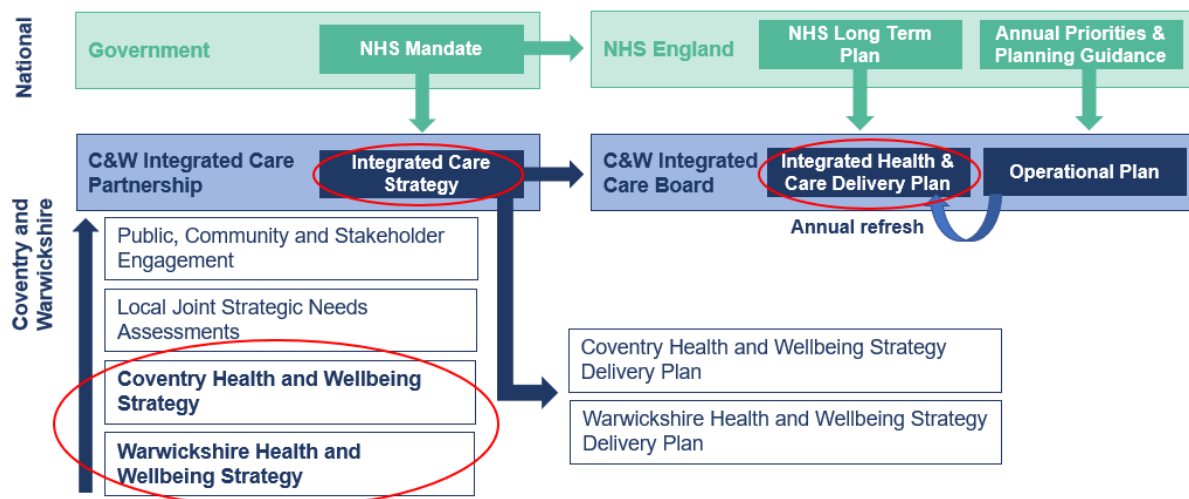 National
Government
NHS Mandate
NHS England
NHS Long Term
Plan
Annual Priorities &
Planning Guidance
Coventry and
Warwickshire
C&W Integrated Care
Partnership
Integrated Care
Strategy
C&W Integrated
Care Board
Integrated Health &
Care Delivery Plan
Operational Plan
Annual refresh
Public, Community and Stakeholder
Engagement
Local Joint Strategic Needs
Assessments
Coventry Health and Wellbeing
Strategy
Warwickshire Health and
Wellbeing Strategy
Coventry Health and Wellbeing Strategy
Delivery Plan
Warwickshire Health and Wellbeing Strategy
Delivery Plan